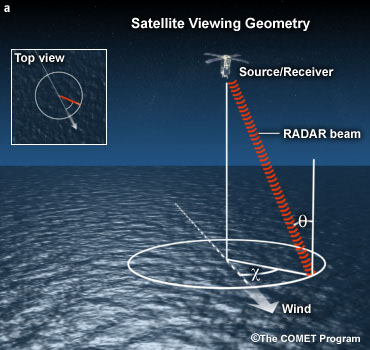 a
Satellite Viewing Geometry
Top view
Source/Receiver
RADAR beam
θ
χ
Wind
©The COMET Program